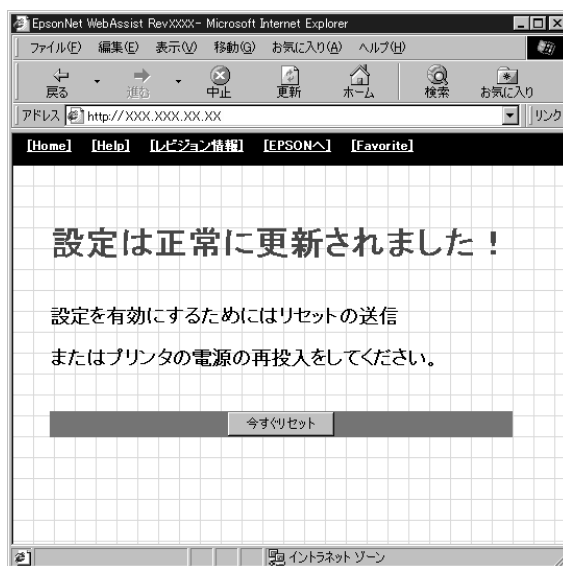 EpsonNet WebAssist RevXXXX- Microsoft Internet Explorer
ファイル(F) 編集(E) 表示(V) 移動(G) お気に入り(A) ヘルプ(H)
戻る 進む 中止 更新 ホーム 検索 お気に入り
アドレス http://XXX.XXX.XX.XX リンク
[Home] [Help] [レビジョン情報] [EPSONへ] [Favorite]
設定は正常に更新されました！
設定を有効にするためにはリセットの送信
またはプリンタの電源の再投入をしてください。
今すぐリセット
イントラネット ゾーン